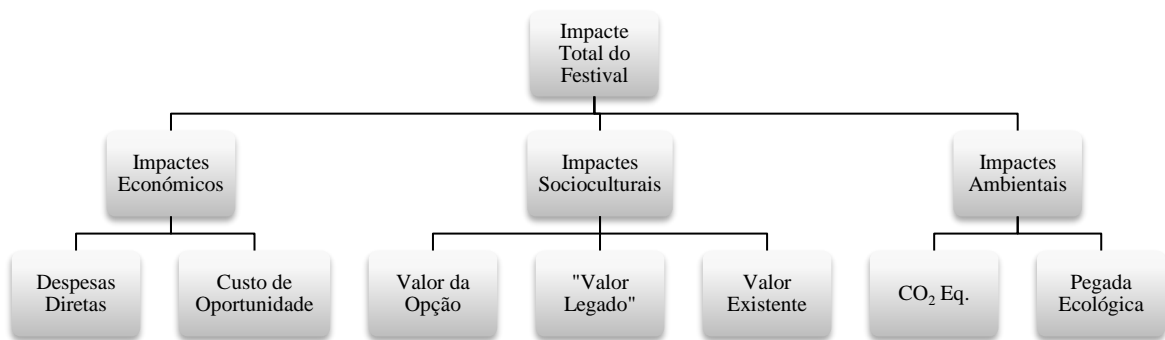 Impacte
Total do
Festival
Impactes
Económicos
Impactes
Socioculturais
Impactes
Ambientais
Despesas
Diretas
Custo de
Oportunidade
Valor da
Opção
"Valor
Legado"
Valor
Existente
CO₂ Eq.
Pegada
Ecológica